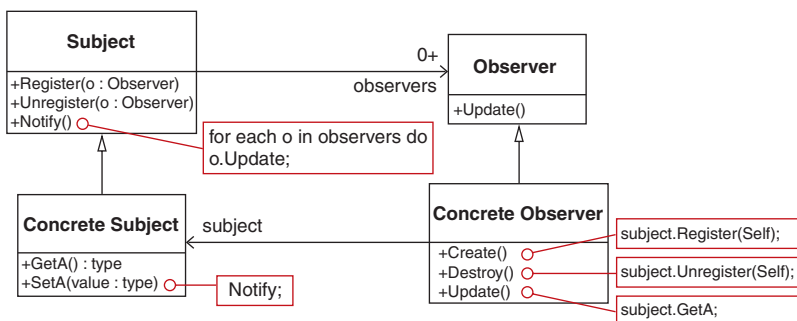 Subject
+Register(o : Observer)
+Unregister(o : Observer)
+Notify()
0+
observers
Observer
+Update()
for each o in observers do
o.Update;
Concrete Subject
+GetA() : type
+SetA(value : type)
Notify;
subject
Concrete Observer
+Create()
+Destroy()
+Update()
subject.Register(Self);
subject.Unregister(Self);
subject.GetA;